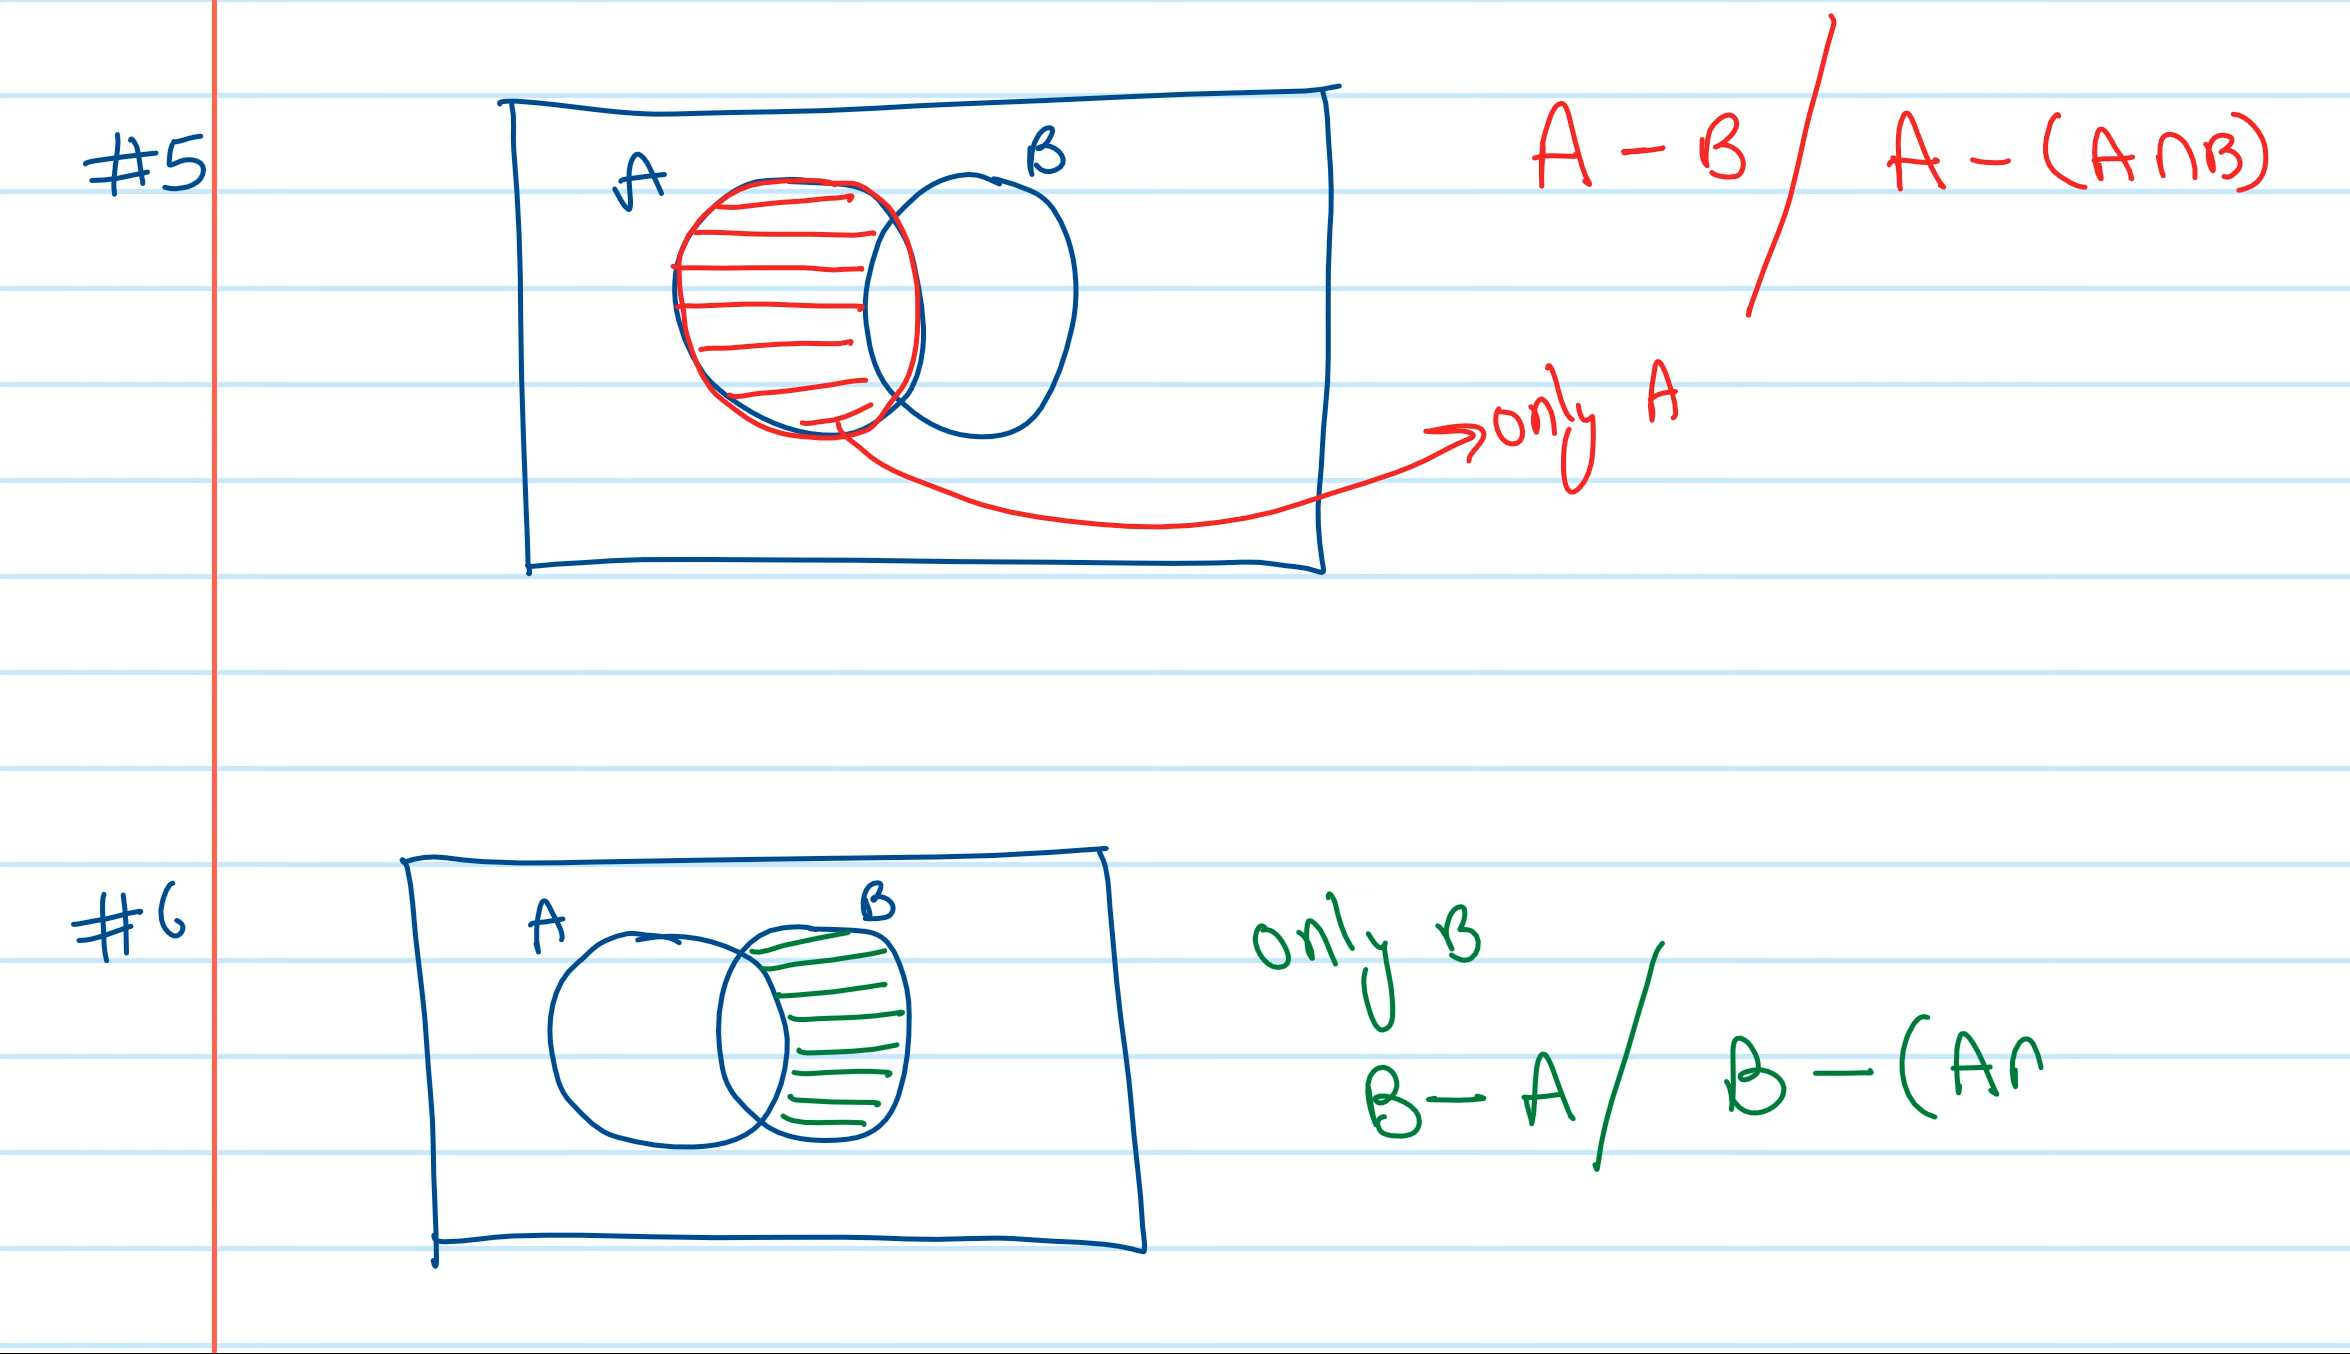 #5
A
B
A - B / A - (A∩B)
only A
#6
A
B
only B
B - A / B - (A∩